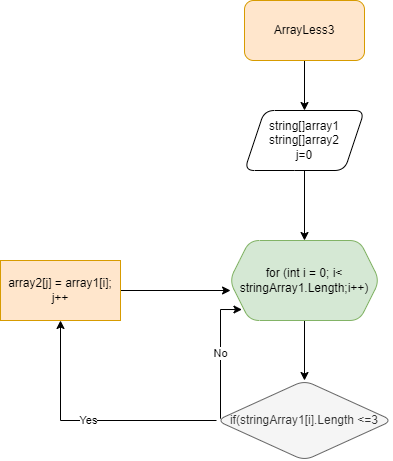 ArrayLess3
string[]array1
string[]array2
j=0
for (int i = 0; i<
stringArray1.Length;i++)
array2[j] = array1[i];
j++
No
Yes
if(stringArray1[i].Length <=3